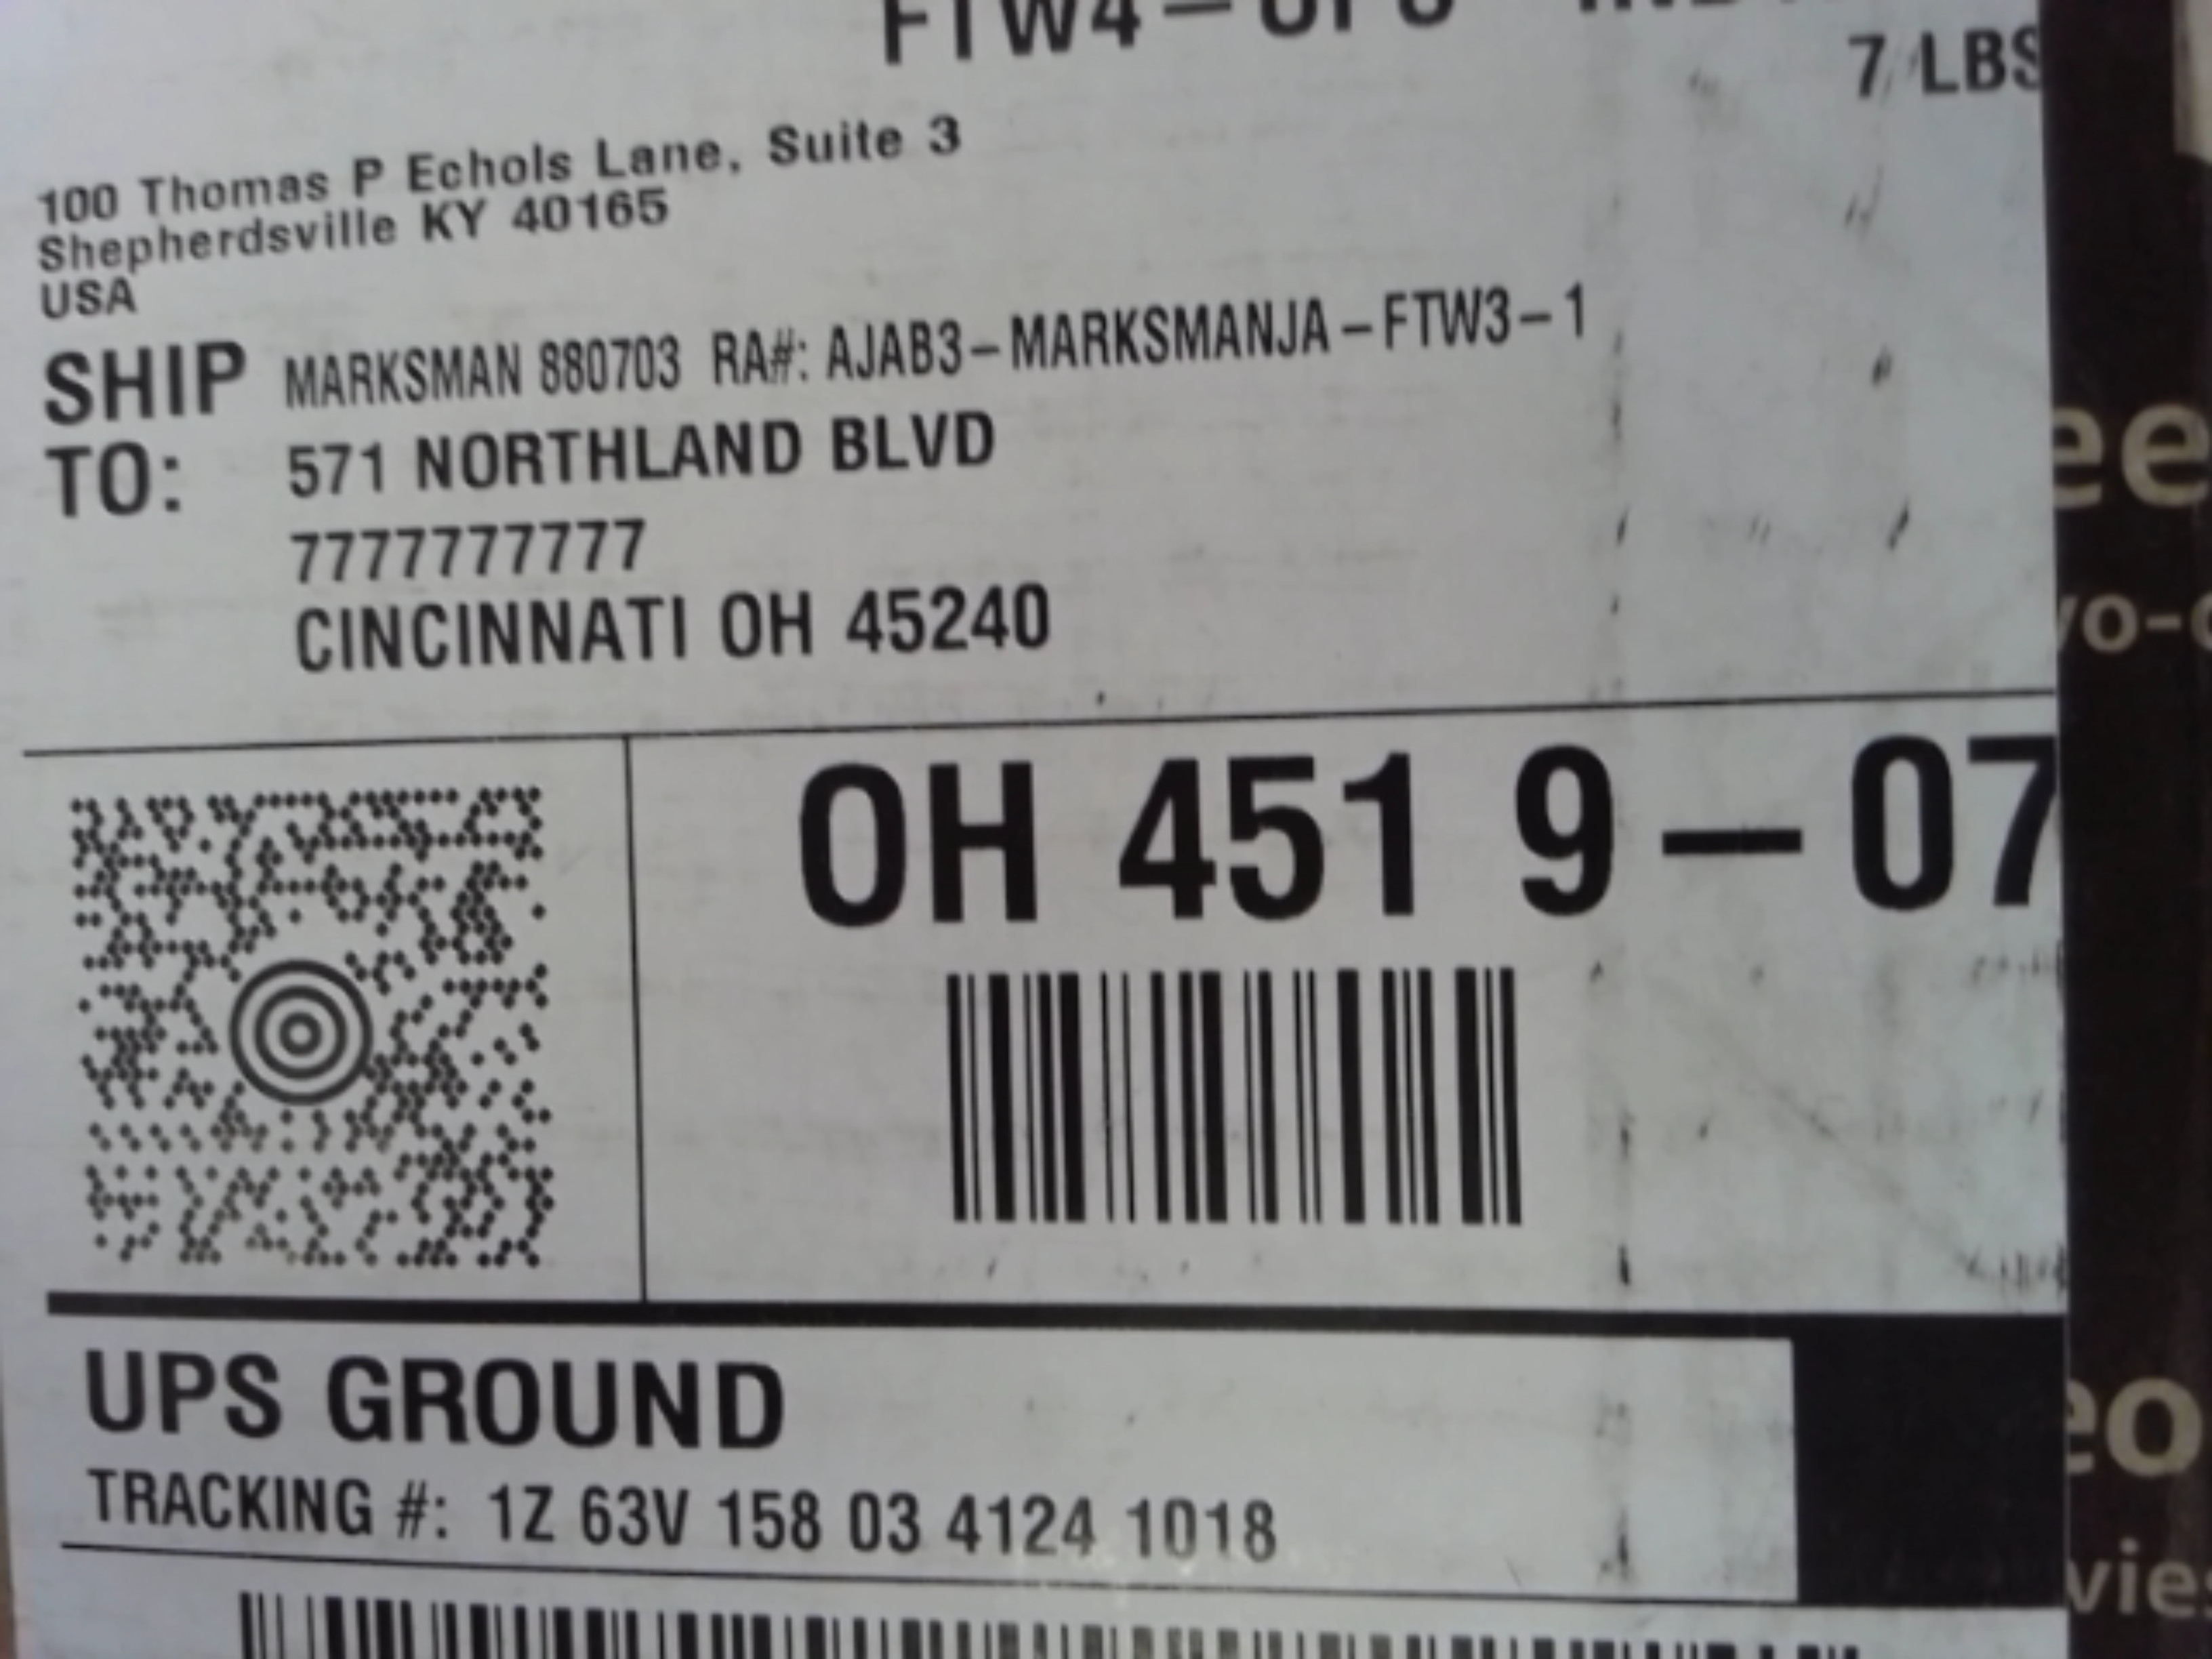 FTW4-UPS
7 LBS
100 Thomas P Echols Lane, Suite 3
Shepherdsville KY 40165
USA
SHIP TO: MARKSMAN 880703 RA#: AJAB3-MARKSMANJA-FTW3-1
571 NORTHLAND BLVD
7777777777
CINCINNATI OH 45240
OH 451 9-07
UPS GROUND
TRACKING #: 1Z 63V 158 03 4124 1018